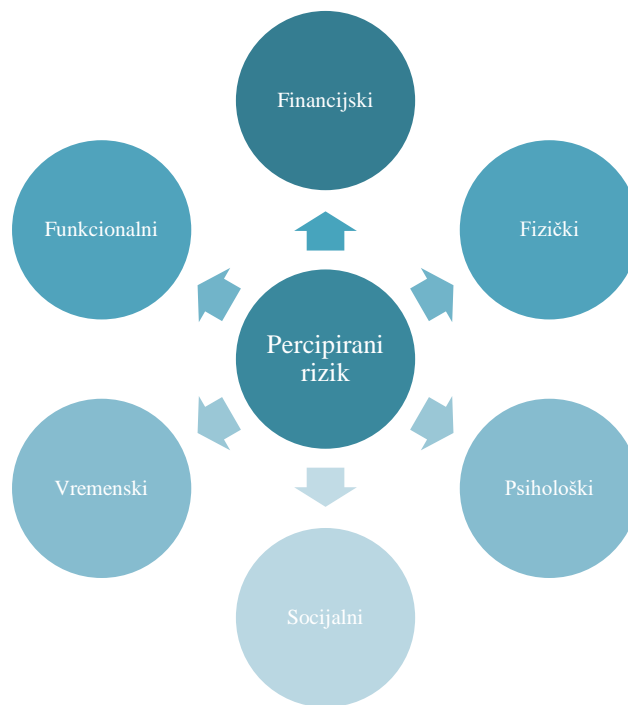 Financijski
Funkcionalni
Fizički
Percipirani
rizik
Vremenski
Psihološki
Socijalni